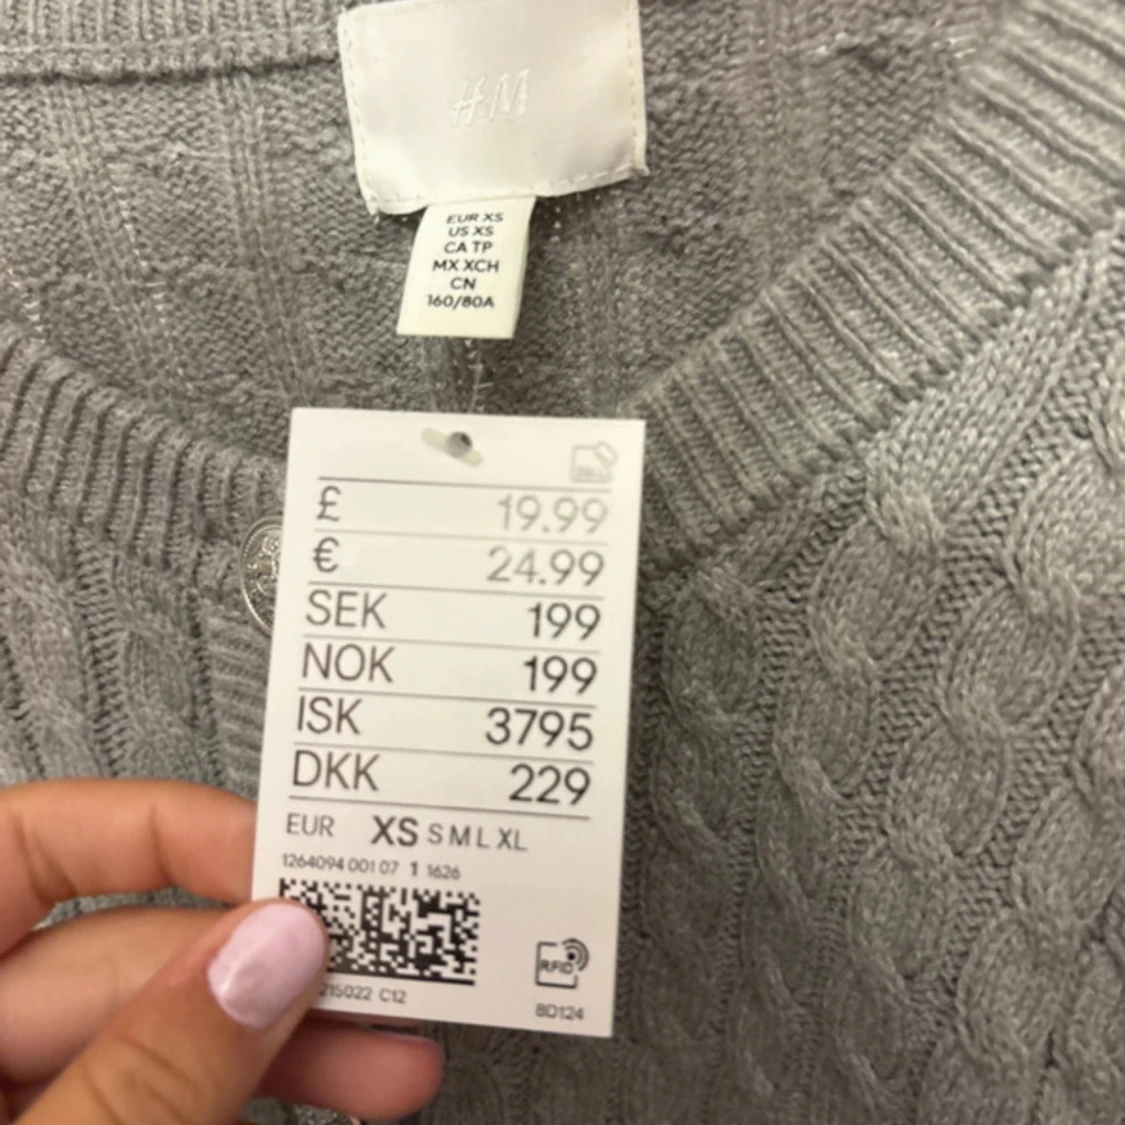 H&M
EUR XS
US XS
CA TP
MX XCH
CN
160/80A
£ 19.99
€ 24.99
SEK 199
NOK 199
ISK 3795
DKK 229
EUR XS S M L XL
1264094 001 07 1 1626
RFID
215022 C12
8D124